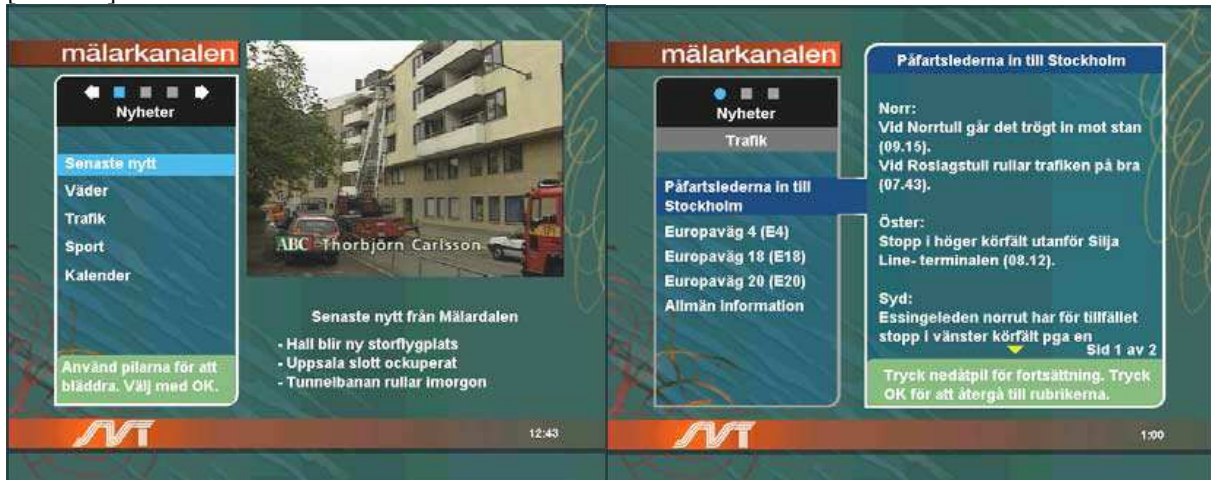 mälarkanalen
Nyheter
Senaste nytt
Väder
Trafik
Sport
Kalender
Använd pilarna för att
bläddra. Välj med OK.
ABC Thorbjörn Carlsson
Senaste nytt från Mälardalen
- Hall blir ny storflygplats
- Uppsala slott ockuperat
- Tunnelbanan rullar imorgon
SVT
12:43
mälarkanalen
Nyheter
Trafik
Påfartslederna in till
Stockholm
Europaväg 4 (E4)
Europaväg 18 (E18)
Europaväg 20 (E20)
Allmän information
Påfartslederna in till Stockholm
Norr:
Vid Norrtull går det trögt in mot stan
(09.15).
Vid Roslagstull rullar trafiken på bra
(07.43).
Öster:
Stopp i höger körfält utanför Silja
Line- terminalen (08.12).
Syd:
Essingeleden norrut har för tillfället
stopp i vänster körfält pga en
Sid 1 av 2
Tryck nedåtpil för fortsättning. Tryck
OK för att återgå till rubrikerna.
SVT
1:00